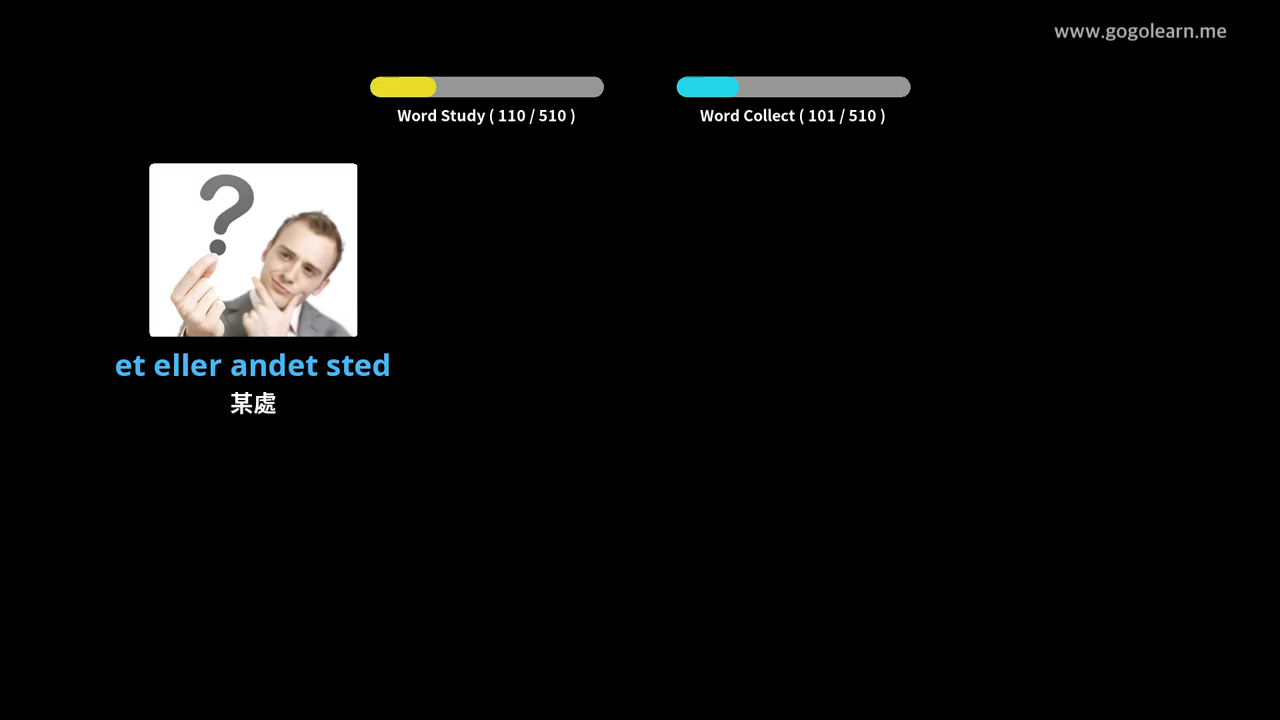 www.gogolearn.me
Word Study ( 110 / 510 )
Word Collect ( 101 / 510 )
?
et eller andet sted
某處